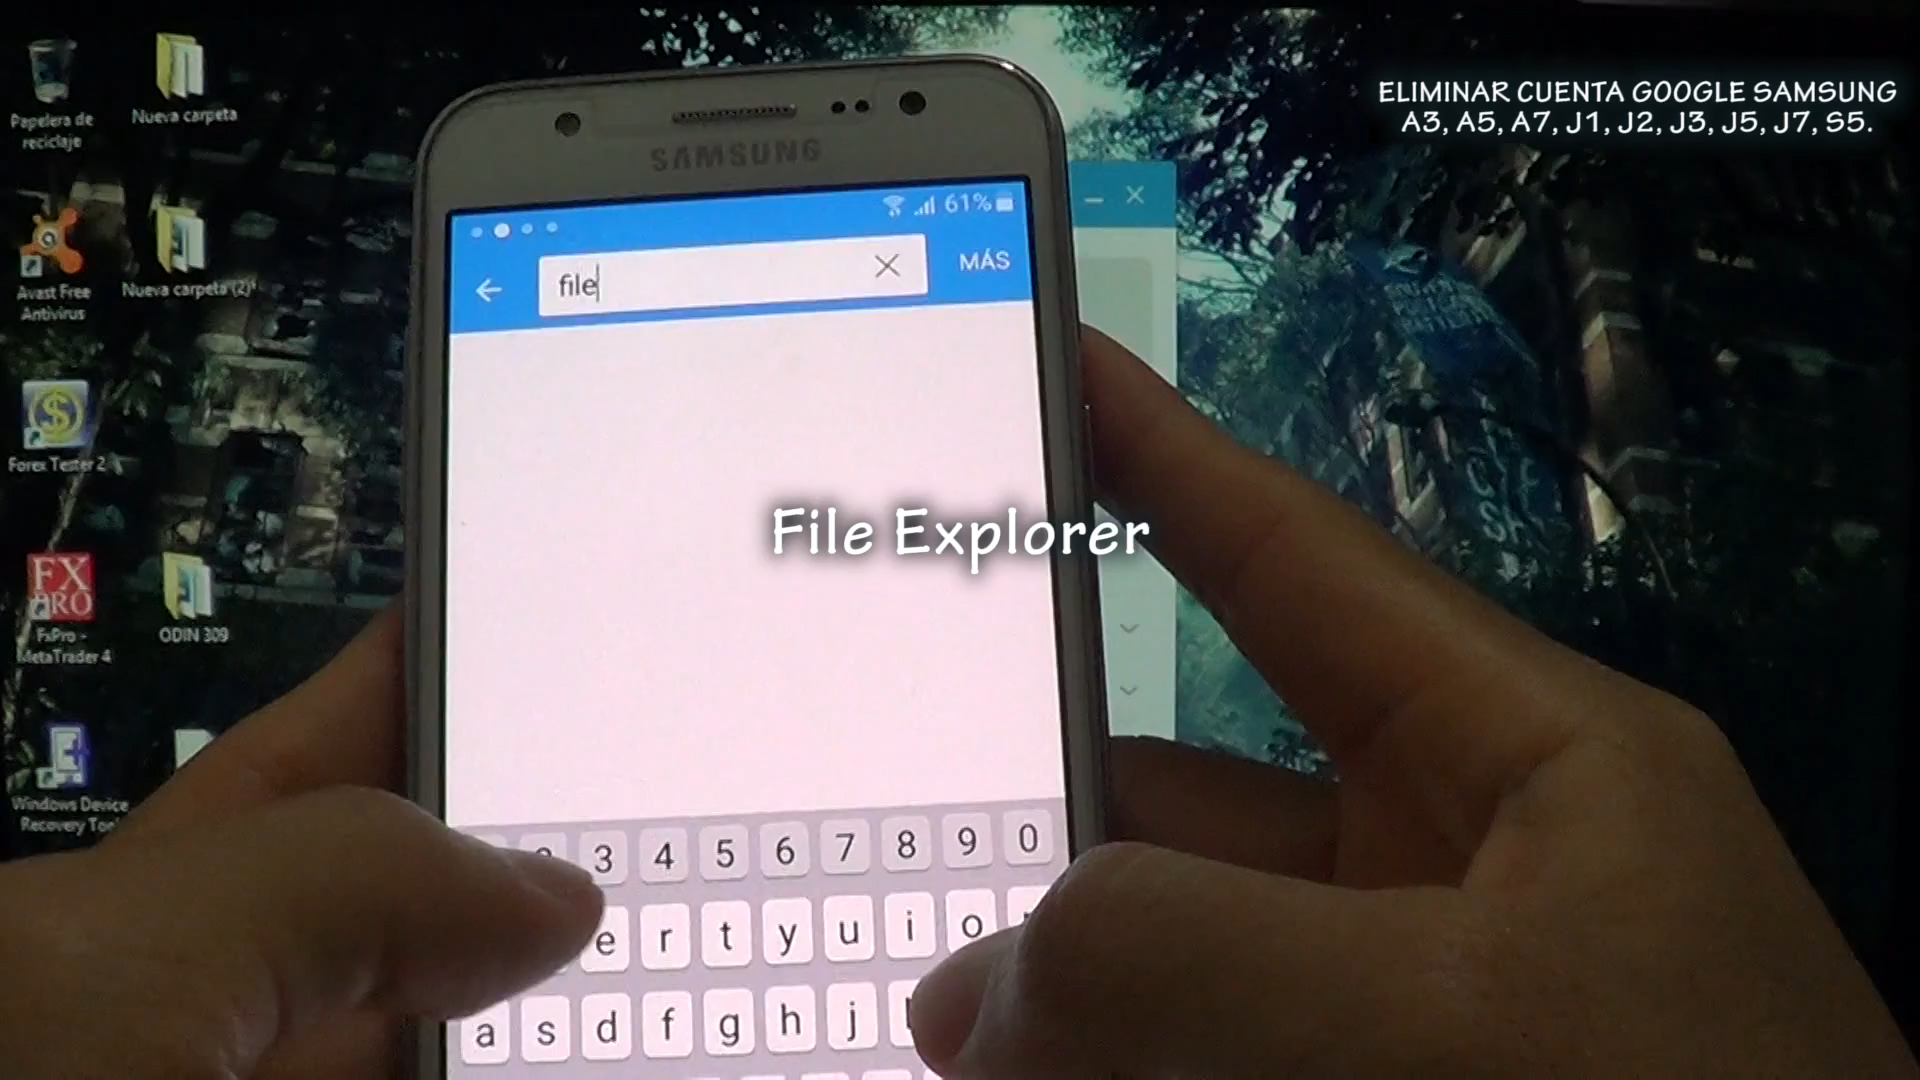 ELIMINAR CUENTA GOOGLE SAMSUNG
A3, A5, A7, J1, J2, J3, J5, J7, S5.
Papelera de
reciclaje
Nueva carpeta
Avast Free
Antivirus
Nueva carpeta (2)
Forex Tester 2
FX
PRO
FxPro -
MetaTrader 4
ODIN 309
Windows Device
Recovery Tool
SAMSUNG
61%
file
MÁS
File Explorer
3 4 5 6 7 8 9 0
e r t y u i o
a s d f g h j